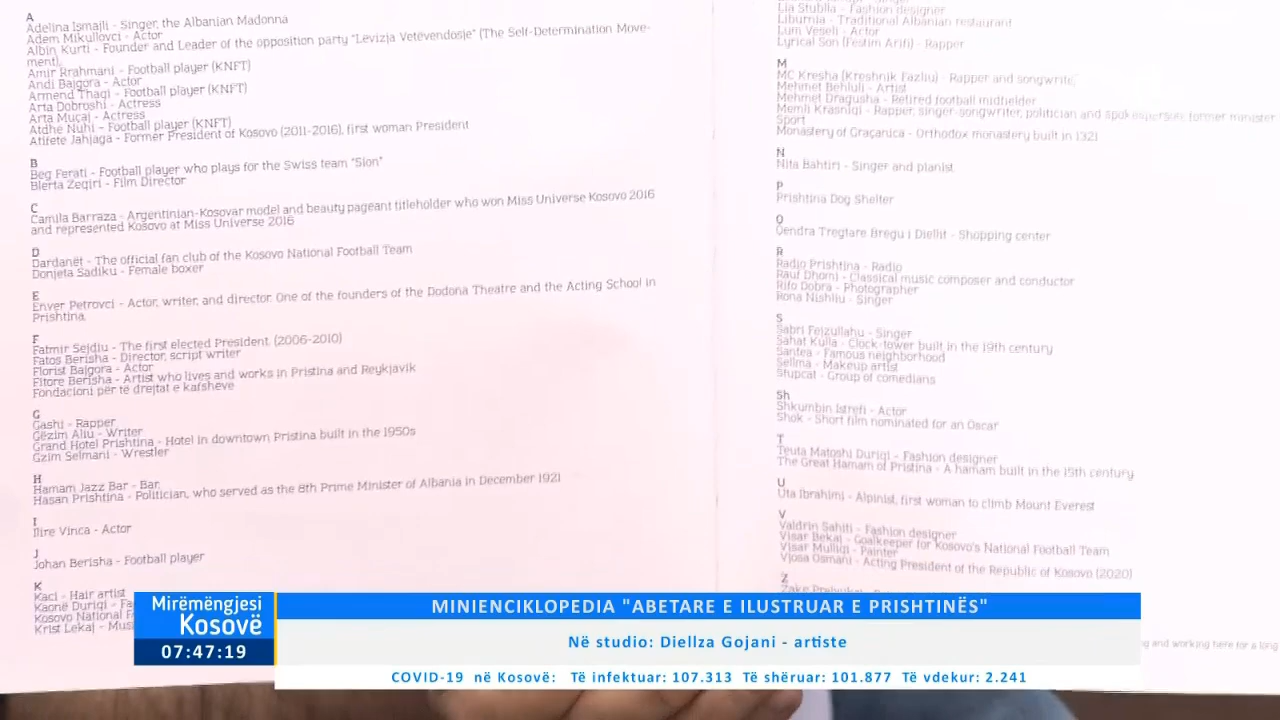 A
Adelina Ismajli - Singer, the Albanian Madonna
Adem Mikullovci - Actor
Albin Kurti - Founder and Leader of the opposition party "Lëvizja Vetëvendosje" (The Self-Determination Move-
ment).
Amir Rrahmani - Football player (KNFT)
Andi Bajgora - Actor
Armend Thaqi - Football player (KNFT)
Arta Dobroshi - Actress
Arta Muçaj - Actress
Atdhe Nuhi - Football player (KNFT)
Atifete Jahjaga - Former President of Kosovo (2011-2016), first woman President
B
Beg Ferati - Football player who plays for the Swiss team "Sion"
Blerta Zeqiri - Film Director
C
Camila Barraza - Argentinian-Kosovar model and beauty pageant titleholder who won Miss Universe Kosovo 2016
and represented Kosovo at Miss Universe 2016
D
Dardanët - The official fan club of the Kosovo National Football Team
Donjeta Sadiku - Female boxer
E
Enver Petrovci - Actor, writer, and director. One of the founders of the Dodona Theatre and the Acting School in
Prishtina.
F
Fatmir Sejdiu - The first elected President. (2006-2010)
Fatos Berisha - Director, script writer
Florist Bajgora - Actor
Fitore Berisha - Artist who lives and works in Pristina and Reykjavik
Fondacioni për të drejtat e kafshëve
G
Gashi - Rapper
Gëzim Aliu - Writer
Grand Hotel Prishtina - Hotel in downtown Pristina built in the 1950s
Gzim Selmani - Wrestler
H
Hamam Jazz Bar - Bar
Hasan Prishtina - Politician, who served as the 8th Prime Minister of Albania in December 1921
I
Ilire Vinca - Actor
J
Johan Berisha - Football player
K
Kaci - Hair artist
Kaonë Duriqi - Fa
Kosovo National F
Krist Lekaj - Musi
Lia Stublla - Fashion designer
Liburnia - Traditional Albanian restaurant
Lum Veseli - Actor
Lyrical Son (Festim Arifi) - Rapper
M
MC Kresha (Kreshnik Fazliu) - Rapper and songwrite
Mehmet Behluli - Artist
Mehmet Dragusha - Retired football midfielder
Memli Krasniqi - Rapper, singer-songwriter, politician and spokesperson, former minister
Sport
Monastery of Graçanica - Orthodox monastery built in 1321
N
Nita Bahtiri - Singer and pianist
P
Prishtina Dog Shelter
Q
Qendra Tregtare Bregu i Diellit - Shopping center
R
Radio Prishtina - Radio
Rauf Dhomi - Classical music composer and conductor
Rifo Dobra - Photographer
Rona Nishliu - Singer
S
Sabri Fejzullahu - Singer
Sahat Kulla - Clock-tower built in the 19th century
Santea - Famous neighborhood
Sellma - Makeup artist
Stupcat - Group of comedians
Sh
Shkumbin Istrefi - Actor
Shok - Short film nominated for an Oscar
T
Teuta Matoshi Duriqi - Fashion designer
The Great Hamam of Pristina - A hamam built in the 19th century
U
Uta Ibrahimi - Alpinist, first woman to climb Mount Everest
V
Valdrin Sahiti - Fashion designer
Visar Bekaj - Goalkeeper for Kosovo's National Football Team
Visar Mulliqi - Painter
Vjosa Osmani - Acting President of the Republic of Kosovo (2020)
Z
and working here for a long
Mirëmëngjesi
Kosovë
07:47:19
MINIENCIKLOPEDIA "ABETARE E ILUSTRUAR E PRISHTINËS"
Në studio: Diellza Gojani - artiste
COVID-19 në Kosovë: Të infektuar: 107.313 Të shëruar: 101.877 Të vdekur: 2.241